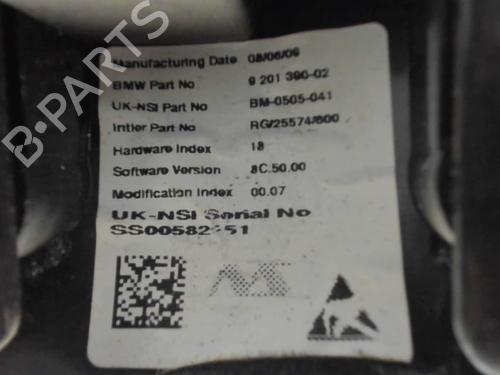 B-PARTS
Manufacturing Date 08/06/09
BMW Part No 9 201 390-02
UK-NSI Part No BM-0505-041
Intier Part No RG/25574/600
Hardware Index 18
Software Version 8C.50.00
Modification Index 00.07
UK-NSI Serial No